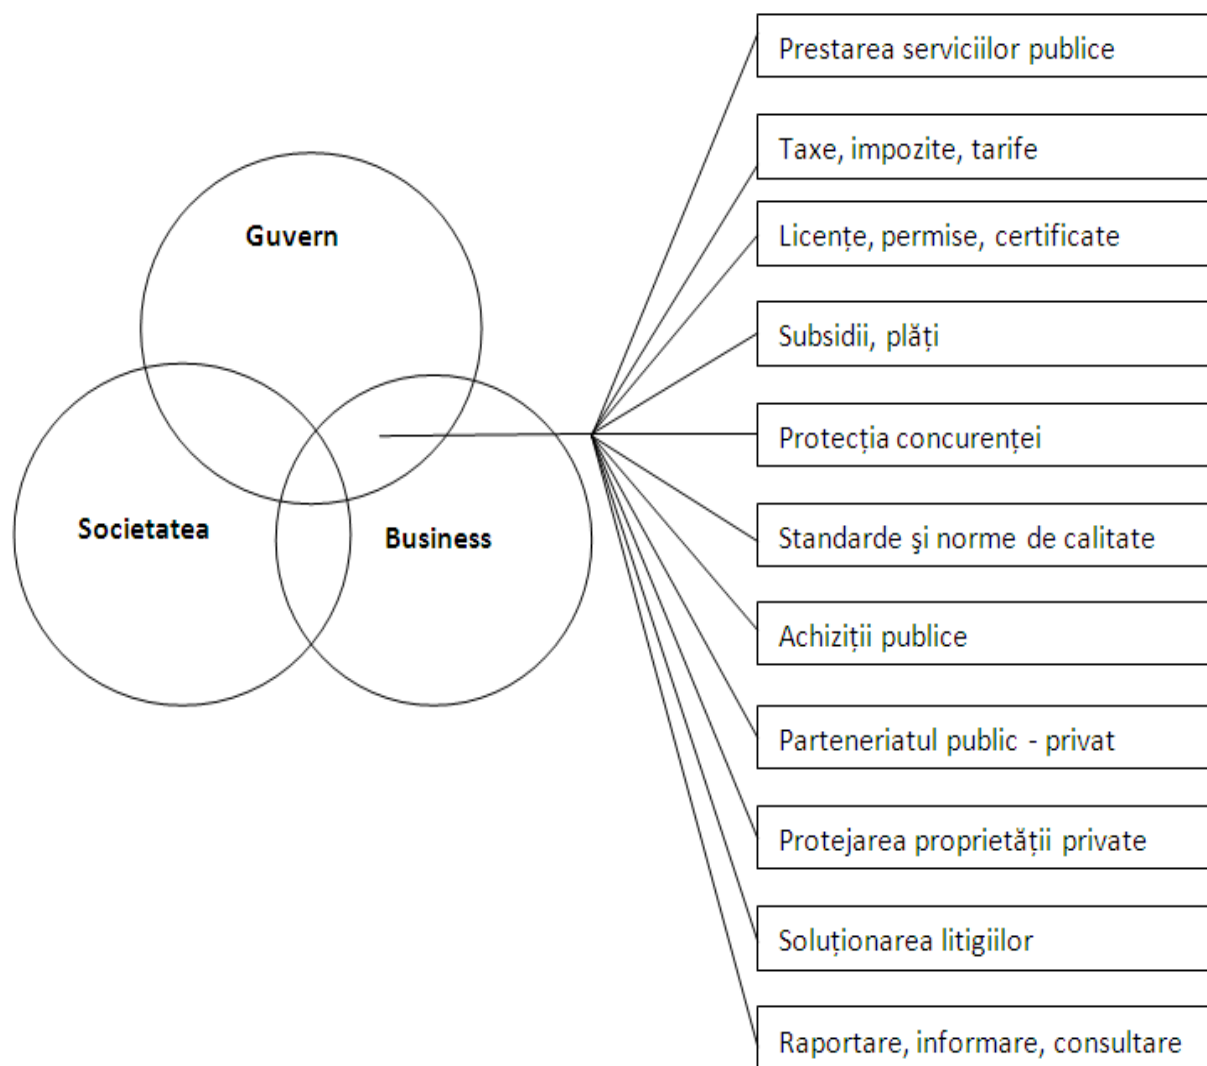 Guvern
Societatea
Business
Prestarea serviciilor publice
Taxe, impozite, tarife
Licențe, permise, certificate
Subsidii, plăți
Protecția concurenței
Standarde şi norme de calitate
Achiziții publice
Parteneriatul public - privat
Protejarea proprietății private
Soluționarea litigiilor
Raportare, informare, consultare